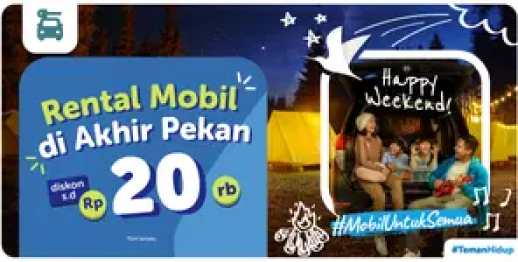 Rental Mobil
di Akhir Pekan
diskon
s.d
Rp
20
rb
Happy
Weekend!
#MobilUntukSemua
#TemanHidup